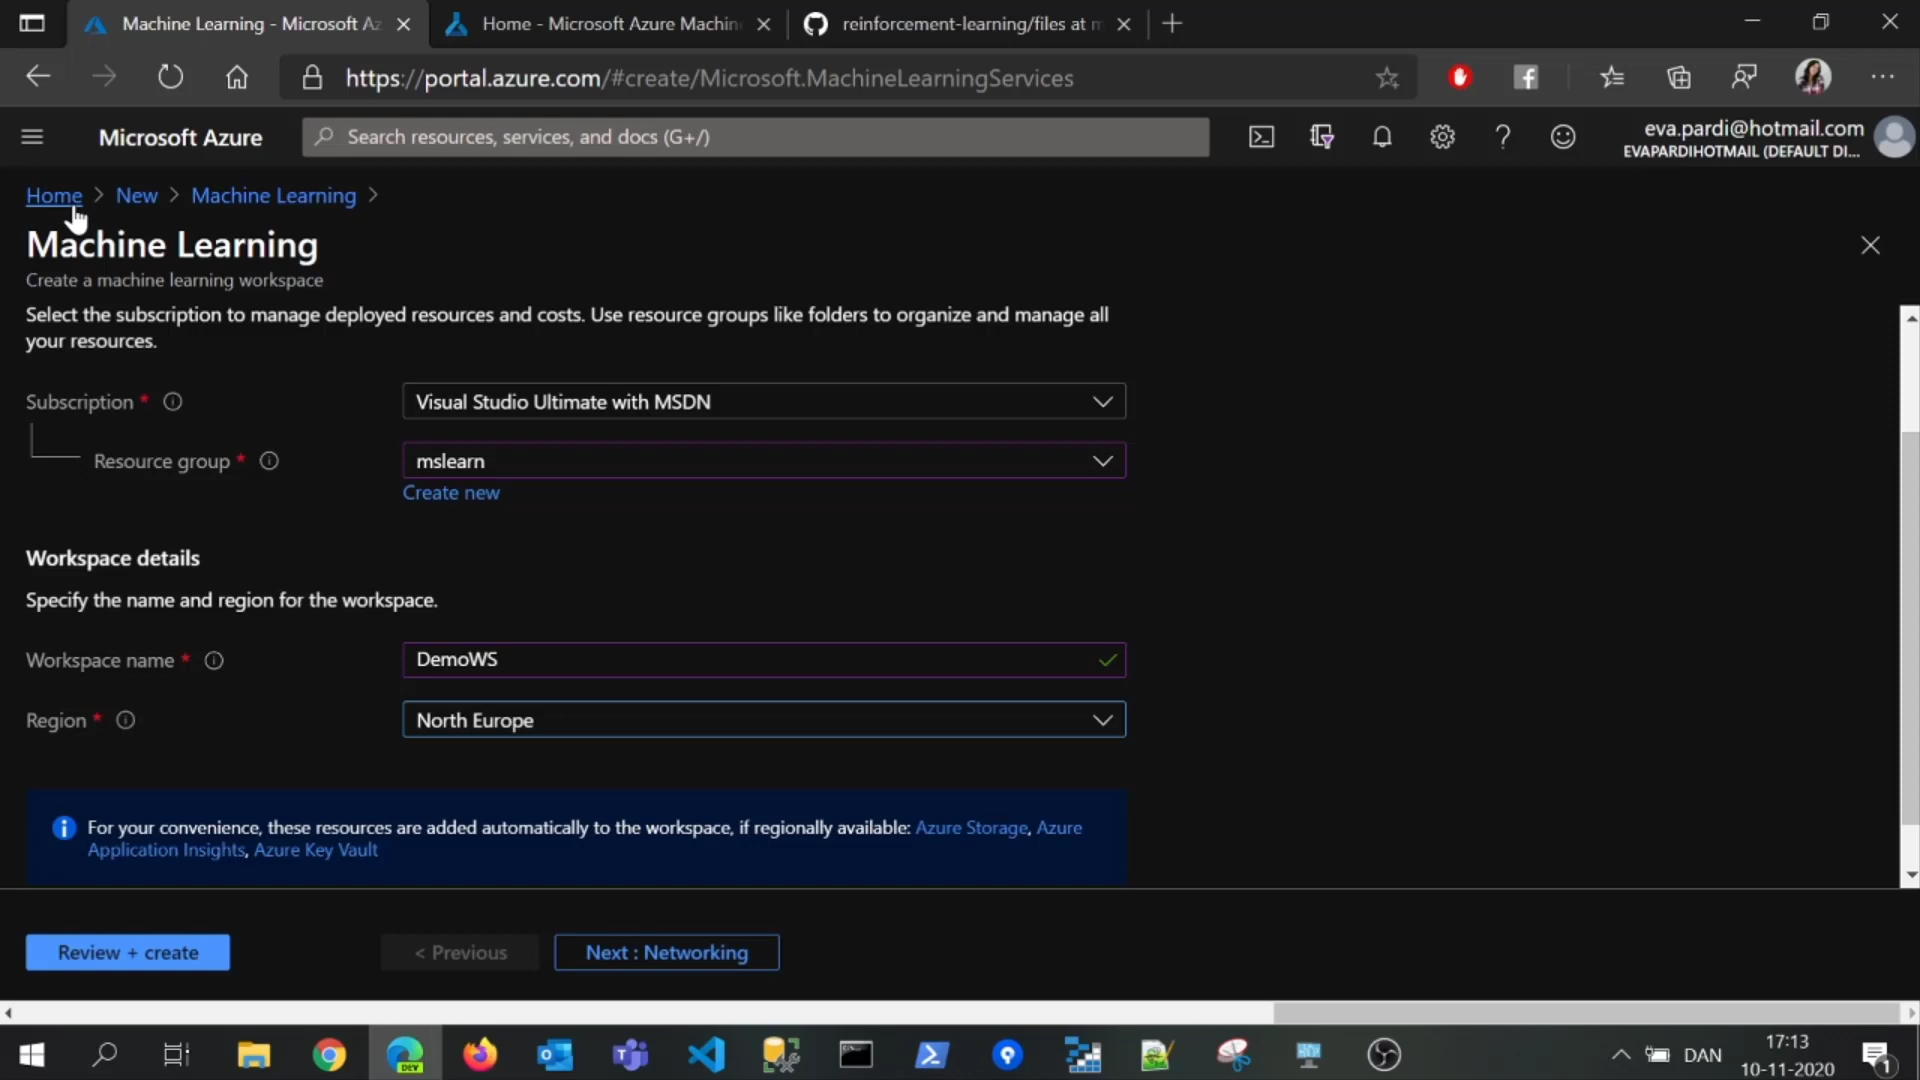 Machine Learning - Microsoft Az
Home - Microsoft Azure Machin
reinforcement-learning/files at m
https://portal.azure.com/#create/Microsoft.MachineLearningServices
Microsoft Azure
Search resources, services, and docs (G+/)
eva.pardi@hotmail.com
EVAPARDIHOTMAIL (DEFAULT DI...
Home > New > Machine Learning >
Machine Learning
Create a machine learning workspace
Select the subscription to manage deployed resources and costs. Use resource groups like folders to organize and manage all
your resources.
Subscription *
Visual Studio Ultimate with MSDN
Resource group *
mslearn
Create new
Workspace details
Specify the name and region for the workspace.
Workspace name *
DemoWS
Region *
North Europe
For your convenience, these resources are added automatically to the workspace, if regionally available: Azure Storage, Azure
Application Insights, Azure Key Vault
Review + create
< Previous
Next : Networking
DEV
DAN
17:13
10-11-2020
1